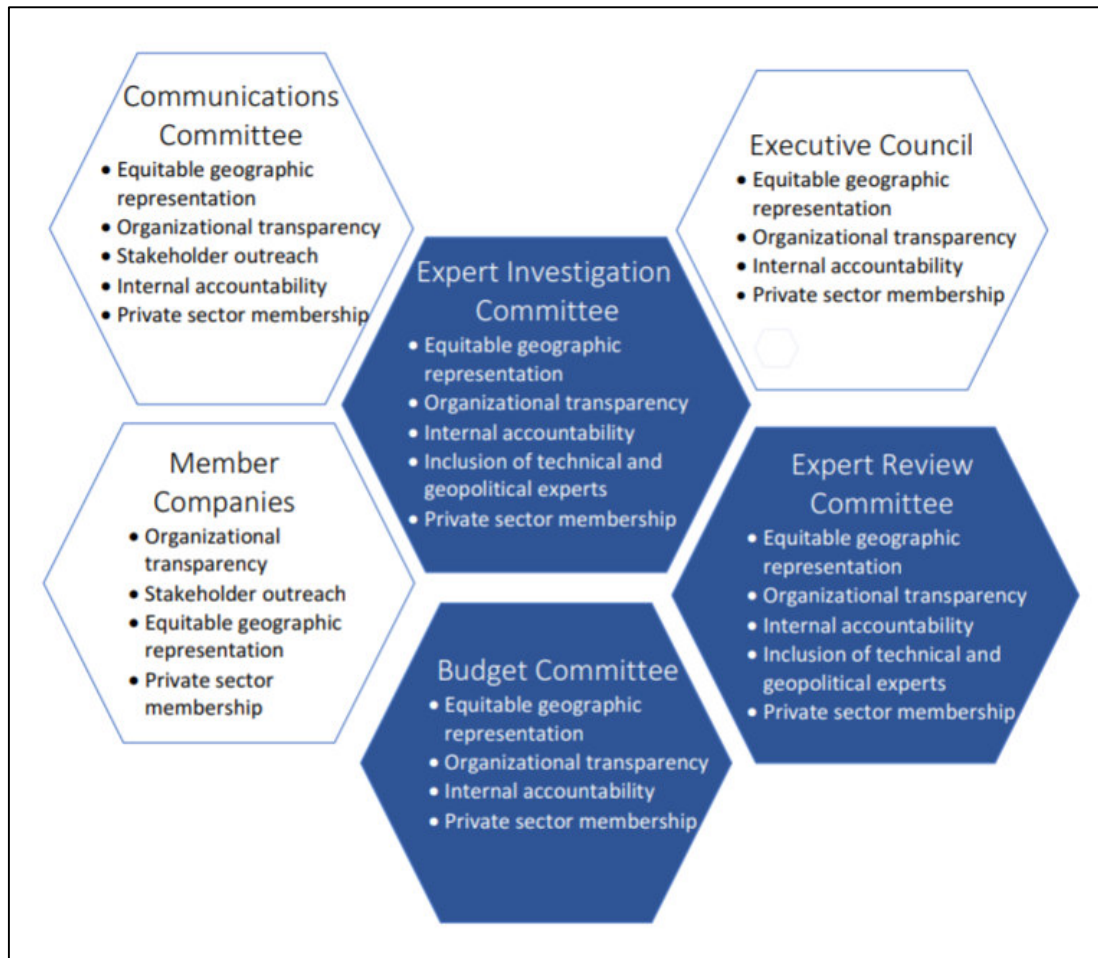 Communications
Committee
• Equitable geographic
representation
• Organizational transparency
• Stakeholder outreach
• Internal accountability
• Private sector membership
Executive Council
• Equitable geographic
representation
• Organizational transparency
• Internal accountability
• Private sector membership
Expert Investigation
Committee
• Equitable geographic
representation
• Organizational transparency
• Internal accountability
• Inclusion of technical and
geopolitical experts
• Private sector membership
Member
Companies
• Organizational
transparency
• Stakeholder outreach
• Equitable geographic
representation
• Private sector
membership
Expert Review
Committee
• Equitable geographic
representation
• Organizational transparency
• Internal accountability
• Inclusion of technical and
geopolitical experts
• Private sector membership
Budget Committee
• Equitable geographic
representation
• Organizational transparency
• Internal accountability
• Private sector membership